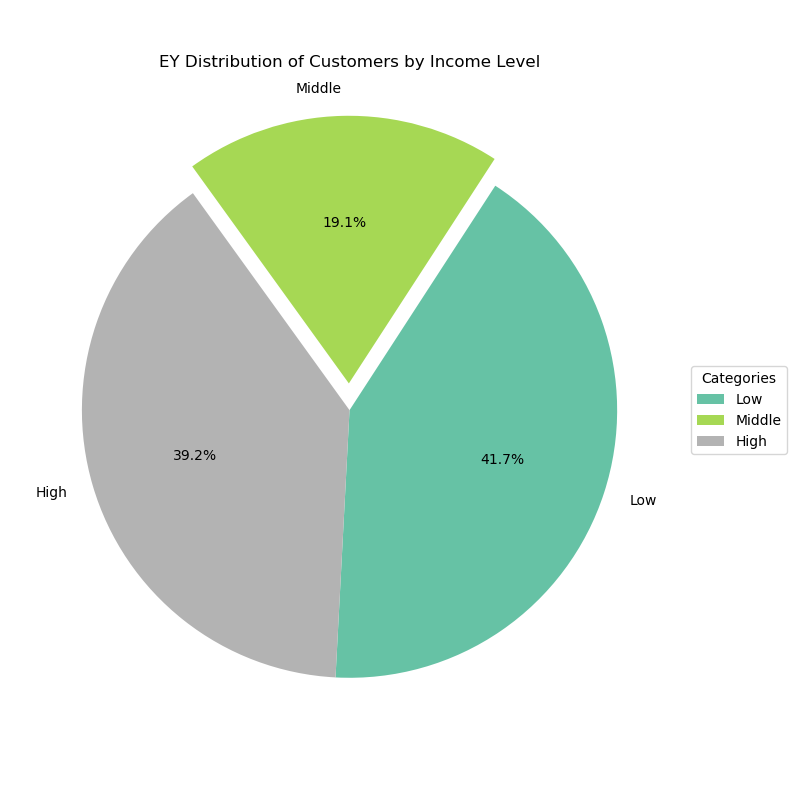 EY Distribution of Customers by Income Level
Middle
19.1%
39.2%
41.7%
High
Low
Categories
Low
Middle
High